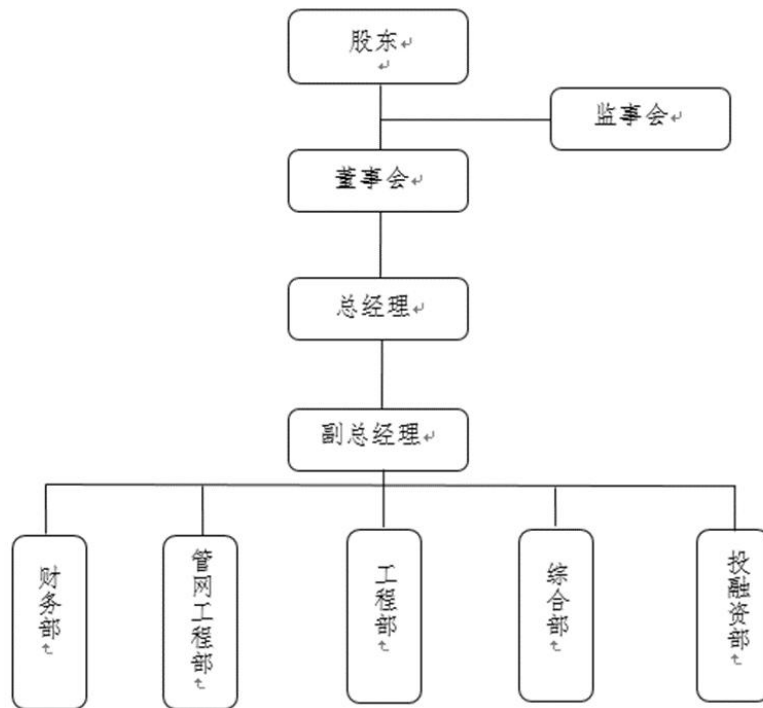 股东
监事会
董事会
总经理
副总经理
财务部
管网工程部
工程部
综合部
投融资部